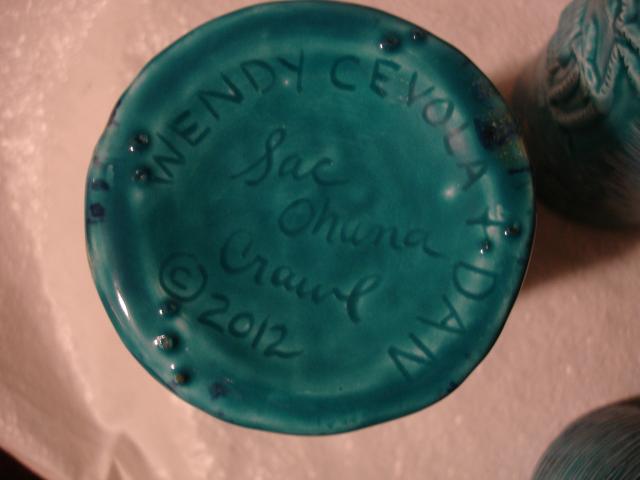 WENDY CEVOLA + DAN
Sac
Ohana
Crawl
© 2012